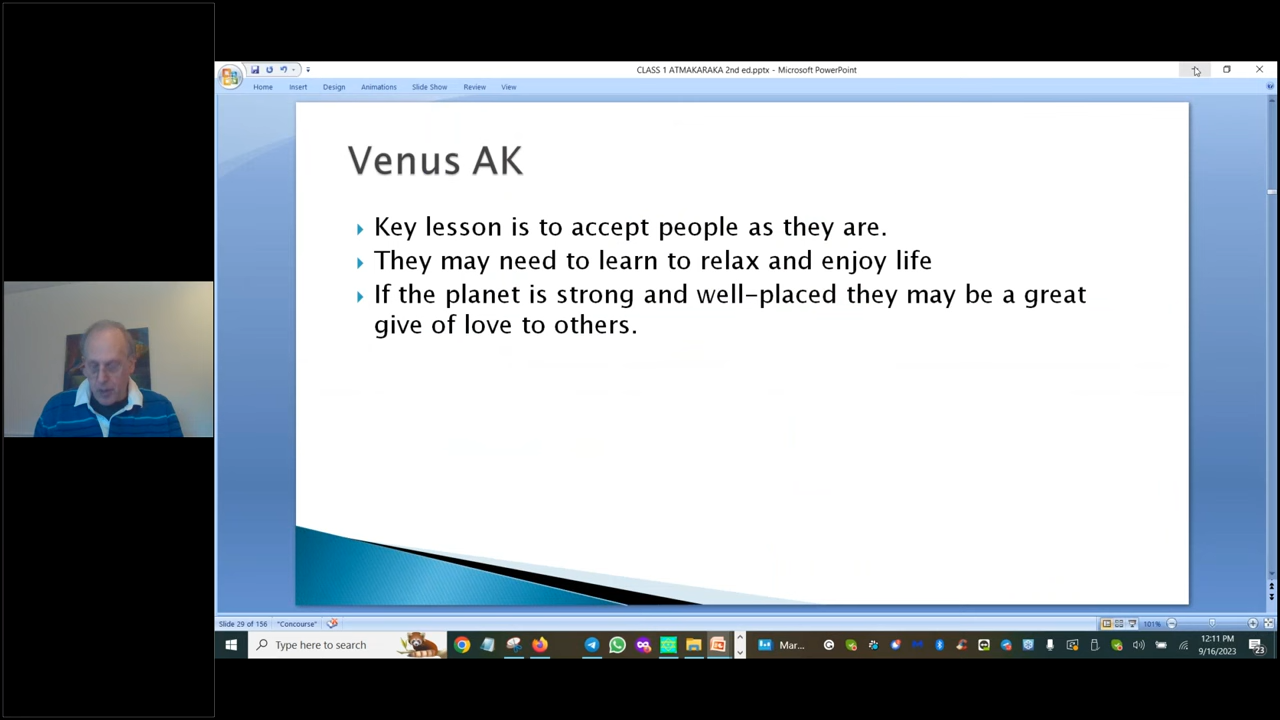 CLASS 1 ATMAKARAKA 2nd ed.pptx - Microsoft PowerPoint
Home Insert Design Animations Slide Show Review View
Venus AK
Key lesson is to accept people as they are.
They may need to learn to relax and enjoy life
If the planet is strong and well-placed they may be a great
give of love to others.
Slide 29 of 156 "Concourse" 101%
Type here to search Mar... 12:11 PM
9/16/2023 23